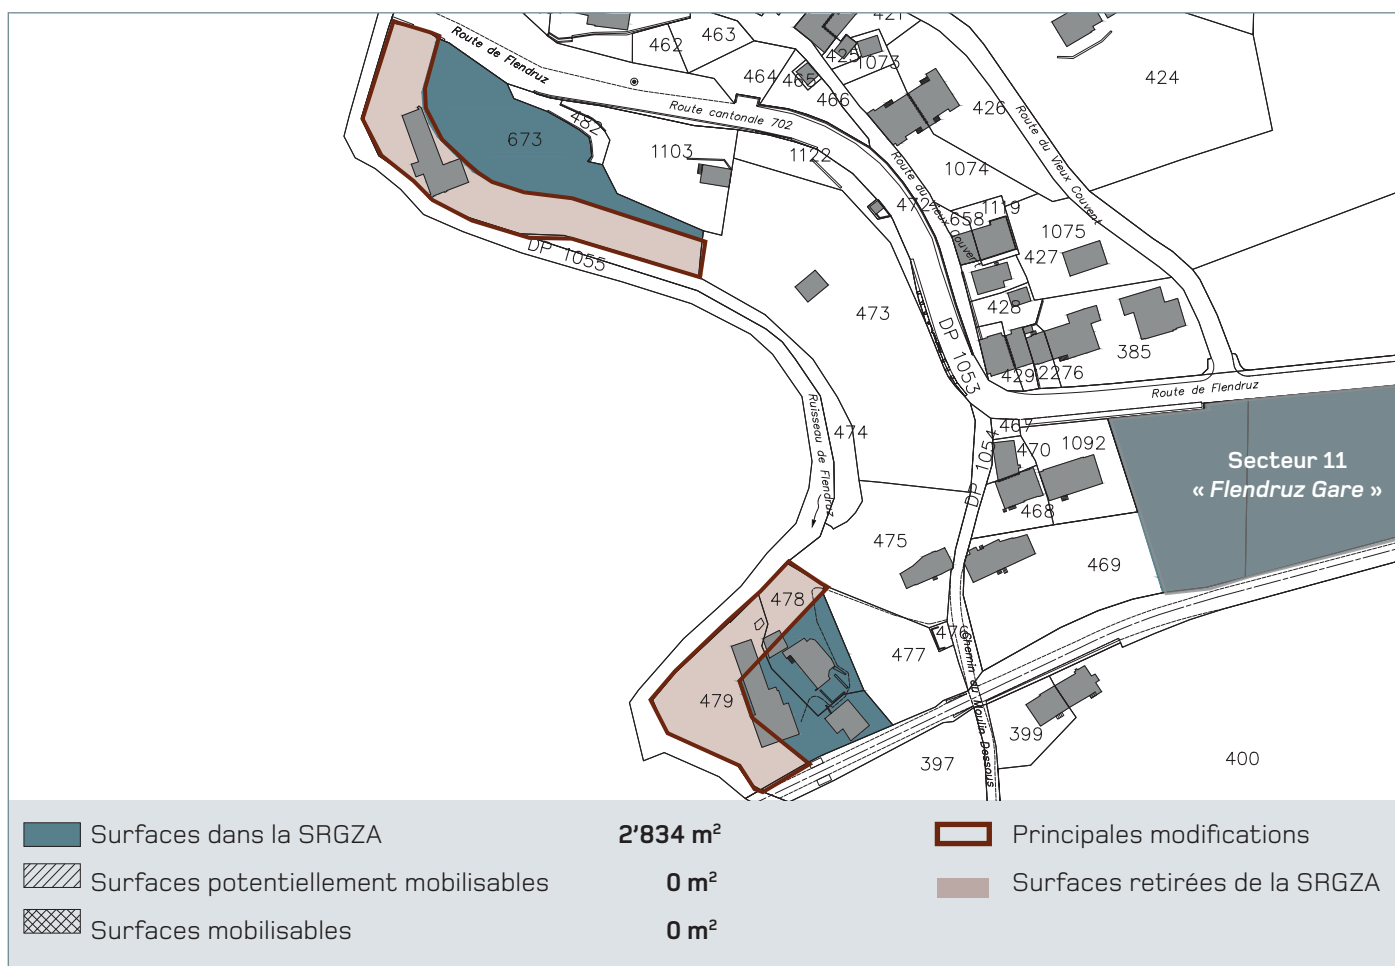 421
463
462
425
1073
464
465
466
424
426
Route de Flendruz
Route cantonale 702
Route du Vieux Couvent
673
482
1103
1122
1074
472
Route du Vieux Couvent
658
1119
1075
427
DP 1055
473
428
DP 1053
385
429
2276
Route de Flendruz
Ruisseau de Flendruz
474
467
470
1092
DP 1054
468
Secteur 11
« Flendruz Gare »
475
469
478
476
477
Chemin du Moulin Dessous
479
399
397
400
Surfaces dans la SRGZA 2’834 m²
Surfaces potentiellement mobilisables 0 m²
Surfaces mobilisables 0 m²
Principales modifications
Surfaces retirées de la SRGZA